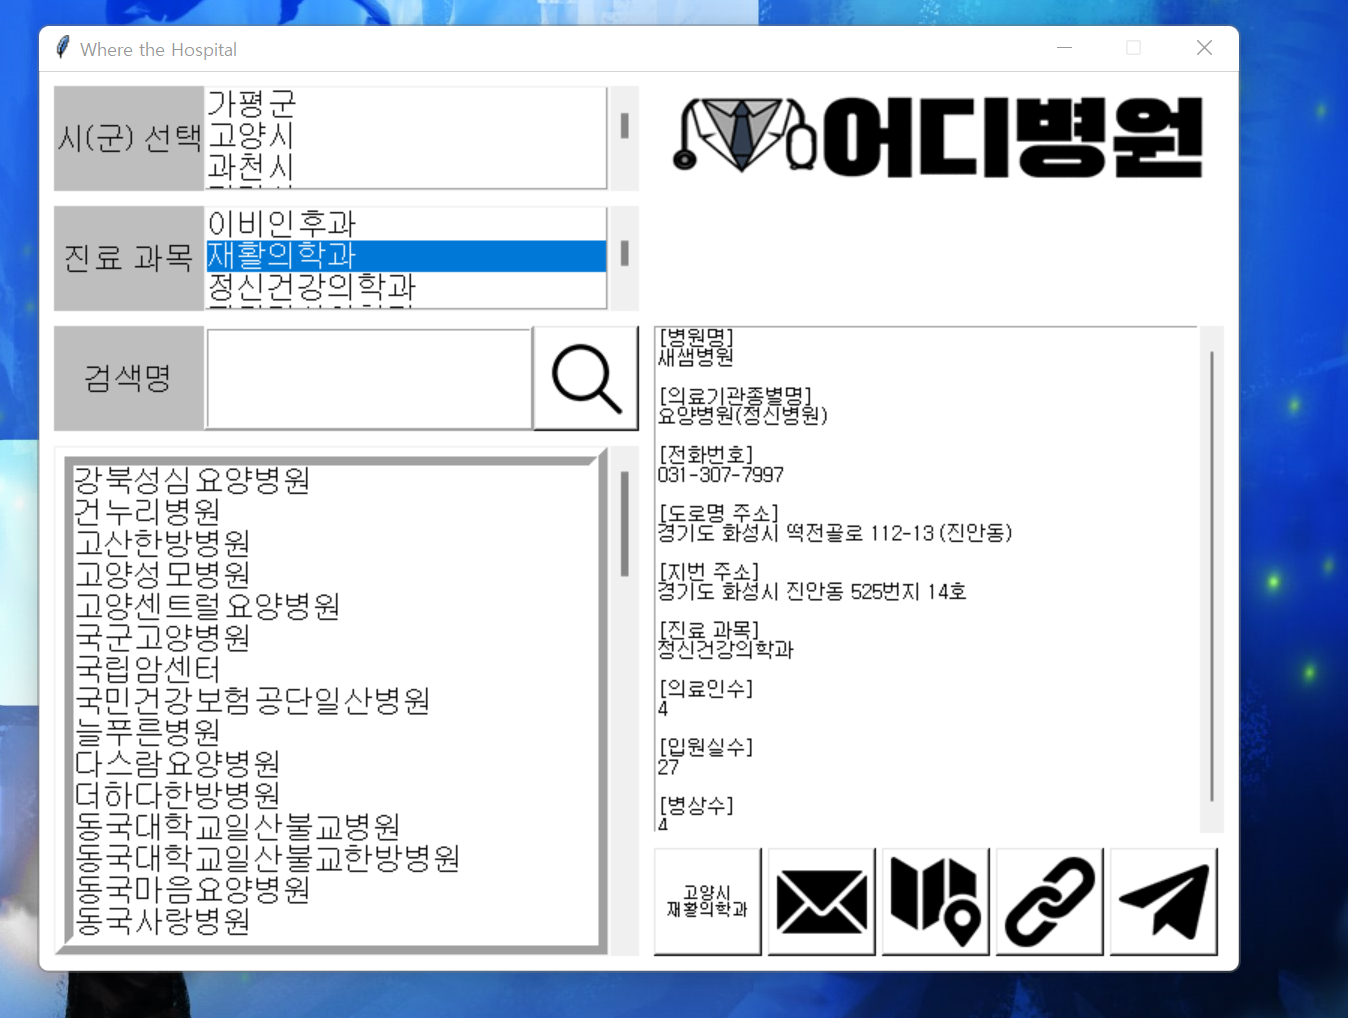 Where the Hospital
시(군) 선택
가평군
고양시
과천시
진료 과목
이비인후과
재활의학과
정신건강의학과
검색명
강북성심요양병원
건누리병원
고산한방병원
고양성모병원
고양센트럴요양병원
국군고양병원
국립암센터
국민건강보험공단일산병원
늘푸른병원
다스람요양병원
더하다한방병원
동국대학교일산불교병원
동국대학교일산불교한방병원
동국마음요양병원
동국사랑병원
어디병원
[병원명]
새샘병원
[의료기관종별명]
요양병원(정신병원)
[전화번호]
031-307-7997
[도로명 주소]
경기도 화성시 떡전골로 112-13 (진안동)
[지번 주소]
경기도 화성시 진안동 525번지 14호
[진료 과목]
정신건강의학과
[의료인수]
4
[입원실수]
27
[병상수]
4
고양시
재활의학과